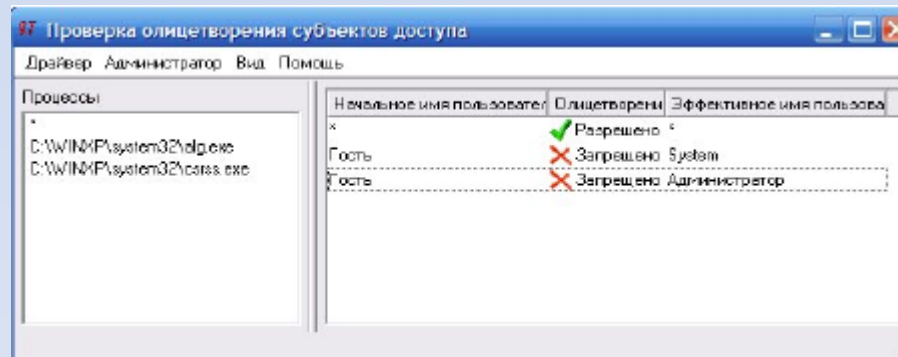 Проверка олицетворения субъектов доступа
Драйвер Администратор Вид Помощь
Процессы
*
C:\WINXP\system32\alg.exe
C:\WINXP\system32\csrss.exe
Начальное имя пользовател Олицетворени Эффективное имя пользова
* Разрешено *
Гость Запрещено System
Гость Запрещено Администратор